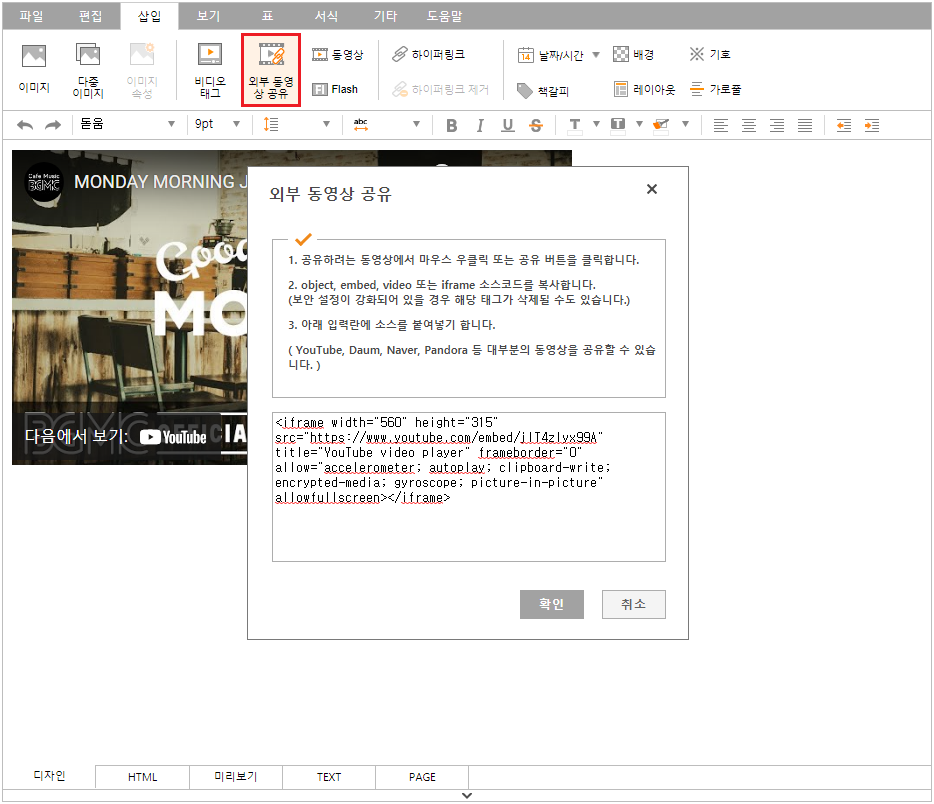 파일 편집 삽입 보기 표 서식 기타 도움말
이미지
다중
이미지
이미지
속성
비디오
태그
외부 동영
상 공유
동영상
Flash
하이퍼링크
하이퍼링크 제거
14 날짜/시간
책갈피
배경
레이아웃
기호
가로줄
돋움 9pt abc B I U S T T
Cafe Music
BGMC
MONDAY MORNING J
Good
MO
BGMC OFFICIA
다음에서 보기: YouTube
외부 동영상 공유
1. 공유하려는 동영상에서 마우스 우클릭 또는 공유 버튼을 클릭합니다.
2. object, embed, video 또는 iframe 소스코드를 복사합니다.
(보안 설정이 강화되어 있을 경우 해당 태그가 삭제될 수도 있습니다.)
3. 아래 입력란에 소스를 붙여넣기 합니다.
( YouTube, Daum, Naver, Pandora 등 대부분의 동영상을 공유할 수 있습
니다. )
<iframe width="560" height="315"
src="https://www.youtube.com/embed/jlT4zlyx99A"
title="YouTube video player" frameborder="0"
allow="accelerometer; autoplay; clipboard-write;
encrypted-media; gyroscope; picture-in-picture"
allowfullscreen></iframe>
확인 취소
디자인 HTML 미리보기 TEXT PAGE